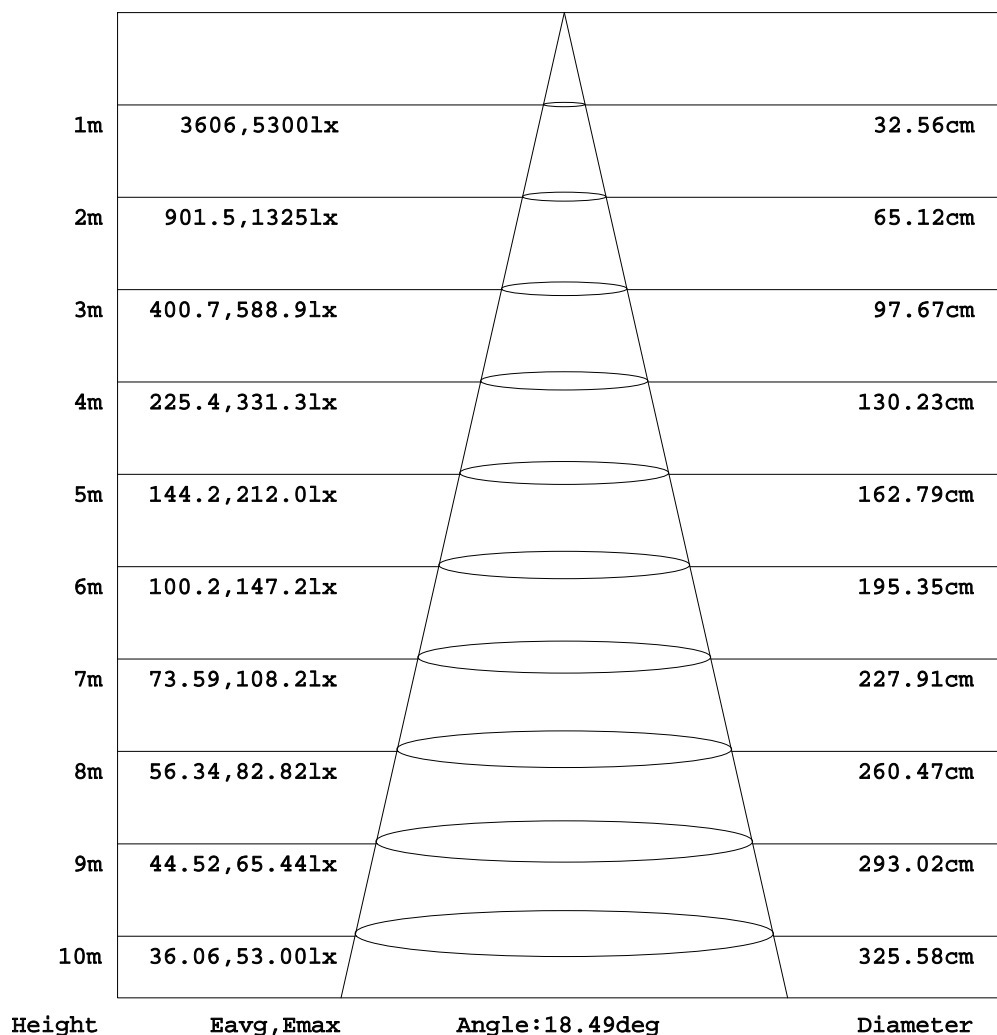 1m 3606,5300lx 32.56cm
2m 901.5,1325lx 65.12cm
3m 400.7,588.9lx 97.67cm
4m 225.4,331.3lx 130.23cm
5m 144.2,212.0lx 162.79cm
6m 100.2,147.2lx 195.35cm
7m 73.59,108.2lx 227.91cm
8m 56.34,82.82lx 260.47cm
9m 44.52,65.44lx 293.02cm
10m 36.06,53.00lx 325.58cm
Height Eavg,Emax Angle:18.49deg Diameter